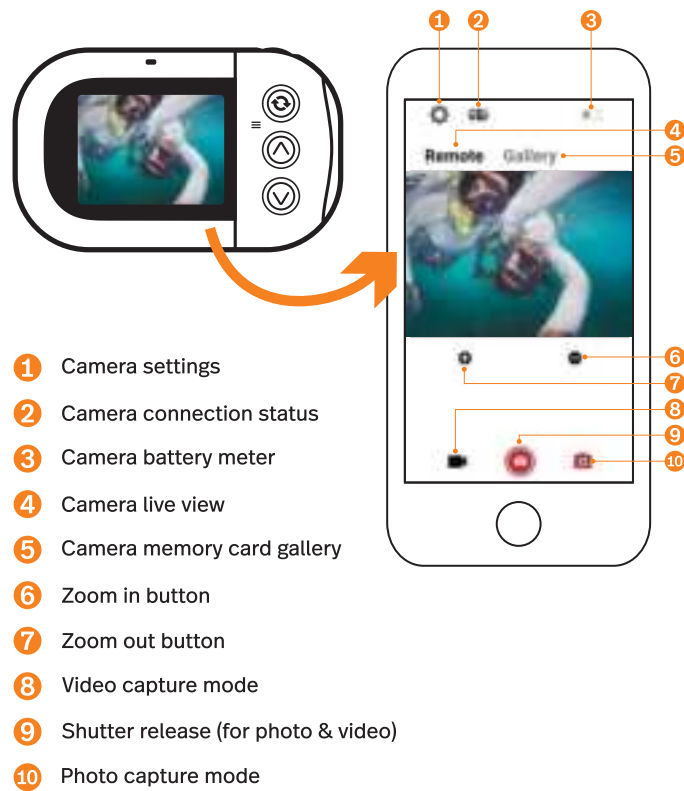 1 2 3
4
5
Remote Gallery
6
7
8
9
10
1 Camera settings
2 Camera connection status
3 Camera battery meter
4 Camera live view
5 Camera memory card gallery
6 Zoom in button
7 Zoom out button
8 Video capture mode
9 Shutter release (for photo & video)
10 Photo capture mode